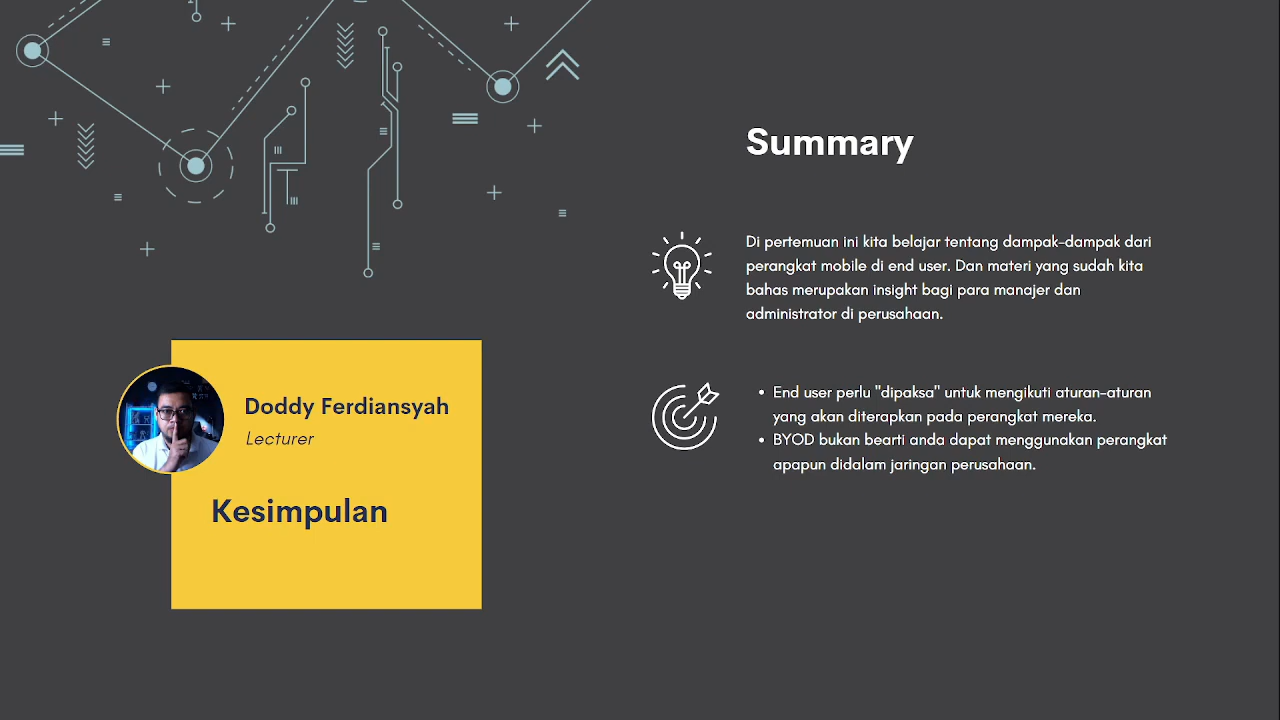 Summary
Di pertemuan ini kita belajar tentang dampak-dampak dari
perangkat mobile di end user. Dan materi yang sudah kita
bahas merupakan insight bagi para manajer dan
administrator di perusahaan.
• End user perlu "dipaksa" untuk mengikuti aturan-aturan
yang akan diterapkan pada perangkat mereka.
• BYOD bukan bearti anda dapat menggunakan perangkat
apapun didalam jaringan perusahaan.
Doddy Ferdiansyah
Lecturer
Kesimpulan